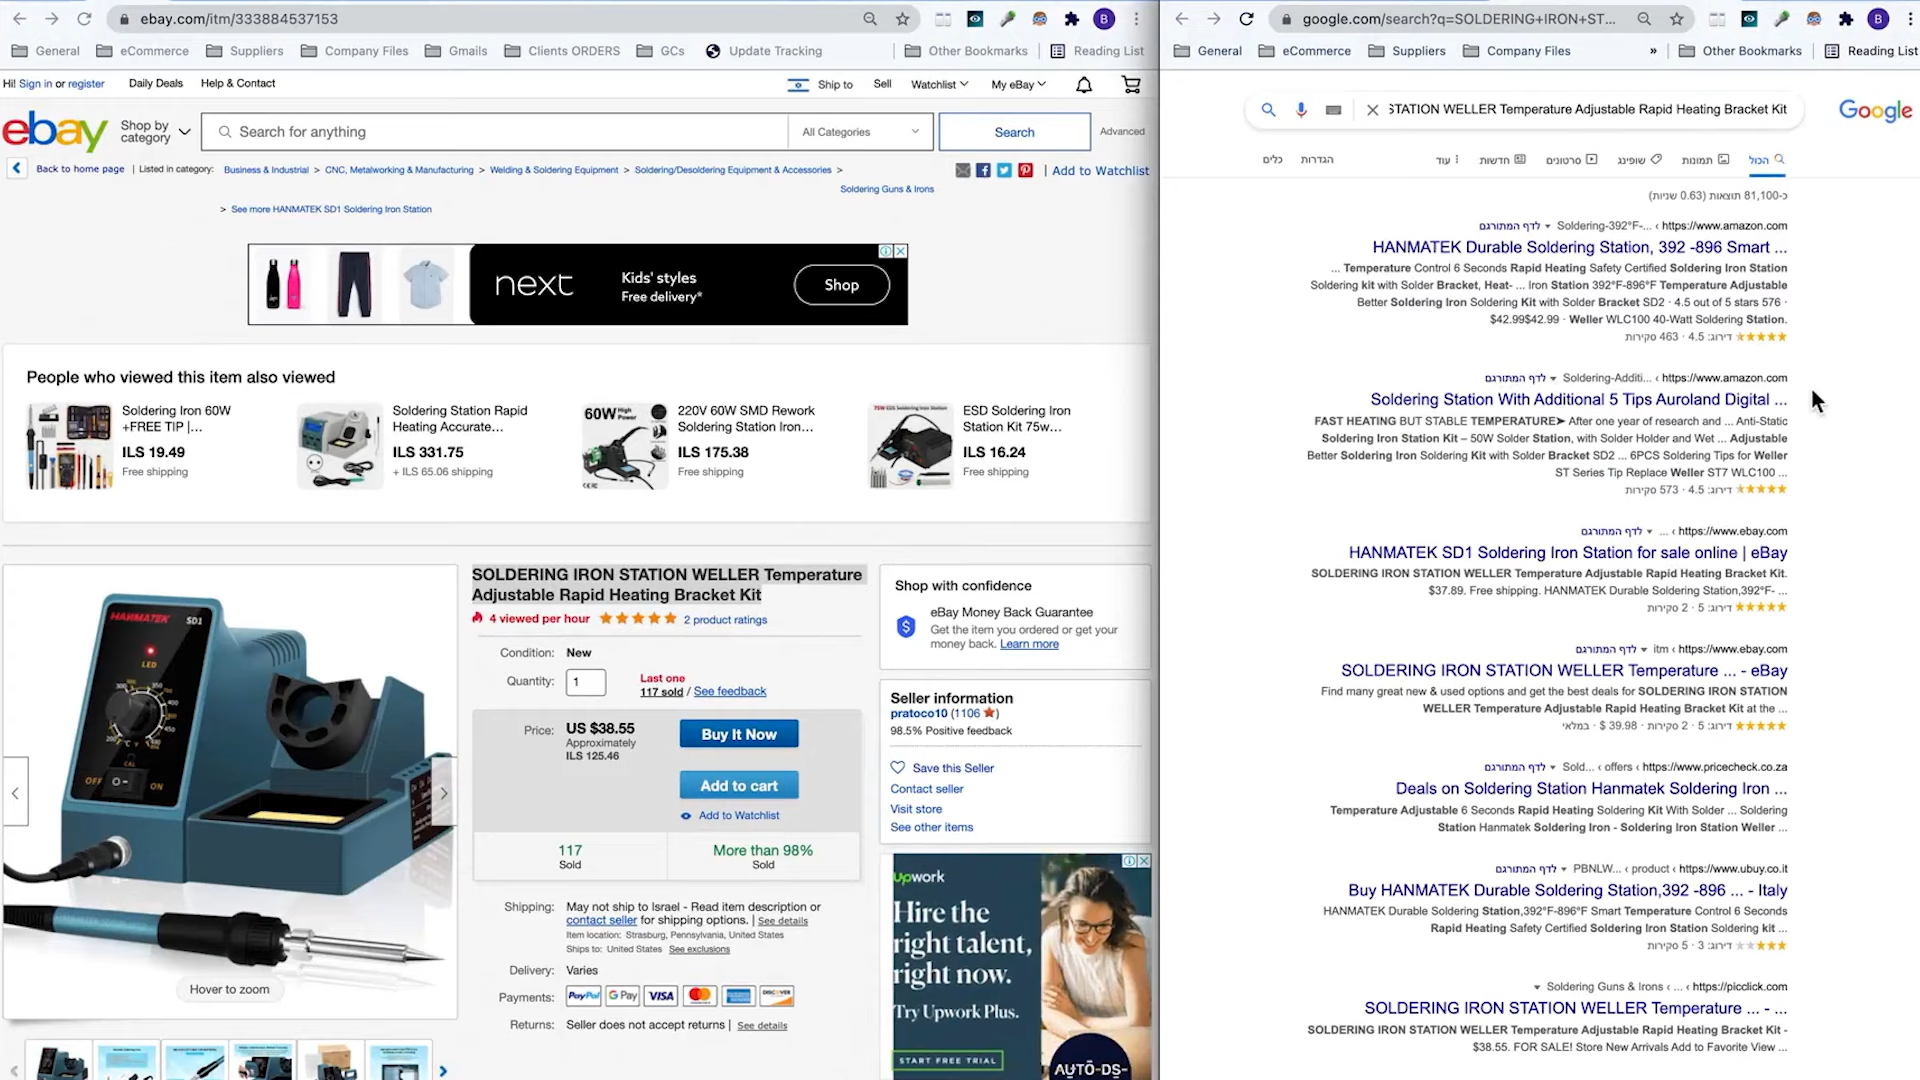 ebay.com/itm/333884537153
General
eCommerce
Suppliers
Company Files
Gmails
Clients ORDERS
GCs
Update Tracking
Other Bookmarks
Reading List
Hi! Sign in or register
Daily Deals
Help & Contact
Ship to
Sell
Watchlist
My eBay
ebay
Shop by category
Search for anything
All Categories
Search
Advanced
Back to home page
Listed in category:
Business & Industrial > CNC, Metalworking & Manufacturing > Welding & Soldering Equipment > Soldering/Desoldering Equipment & Accessories >
Soldering Guns & Irons
| Add to Watchlist
> See more HANMATEK SD1 Soldering Iron Station
next
Kids' styles
Free delivery*
Shop
People who viewed this item also viewed
Soldering Iron 60W
+FREE TIP |...
ILS 19.49
Free shipping
Soldering Station Rapid
Heating Accurate...
ILS 331.75
+ ILS 65.06 shipping
60W High Power
220V 60W SMD Rework
Soldering Station Iron...
ILS 175.38
Free shipping
ESD Soldering Iron
Station Kit 75w...
ILS 16.24
Free shipping
HANMATEK
SD1
LED
CAL
OFF
ON
Hover to zoom
SOLDERING IRON STATION WELLER Temperature
Adjustable Rapid Heating Bracket Kit
4 viewed per hour
2 product ratings
Condition: New
Quantity: 1
Last one
117 sold / See feedback
Price: US $38.55
Approximately
ILS 125.46
Buy It Now
Add to cart
Add to Watchlist
117
Sold
More than 98%
Sold
Shipping: May not ship to Israel - Read item description or
contact seller for shipping options. | See details
Item location: Strasburg, Pennsylvania, United States
Ships to: United States See exclusions
Delivery: Varies
Payments: PayPal G Pay VISA DISCOVER
Returns: Seller does not accept returns | See details
Shop with confidence
eBay Money Back Guarantee
Get the item you ordered or get your
money back. Learn more
Seller information
pratoco10 (1106)
98.5% Positive feedback
Save this Seller
Contact seller
Visit store
See other items
upwork
Hire the
right talent,
right now.
Try Upwork Plus.
START FREE TRIAL
AUTO-DS-
google.com/search?q=SOLDERING+IRON+ST...
General
eCommerce
Suppliers
Company Files
»
Other Bookmarks
Reading List
B
STATION WELLER Temperature Adjustable Rapid Heating Bracket Kit
Google
הכול
תמונות
שופינג
סרטונים
חדשות
עוד
הגדרות
כלים
כ-81,100 תוצאות (0.63 שניות)
https://www.amazon.com › Soldering-392°F-... לדף המתורגם
HANMATEK Durable Soldering Station, 392 -896 Smart ...
... Temperature Control 6 Seconds Rapid Heating Safety Certified Soldering Iron Station
Soldering kit with Solder Bracket, Heat- ... Iron Station 392°F-896°F Temperature Adjustable
Better Soldering Iron Soldering Kit with Solder Bracket SD2 · 4.5 out of 5 stars 576 ·
$42.99$42.99 · Weller WLC100 40-Watt Soldering Station.
דירוג: 4.5 · 463 סקירות
https://www.amazon.com › Soldering-Additi... לדף המתורגם
Soldering Station With Additional 5 Tips Auroland Digital ...
FAST HEATING BUT STABLE TEMPERATURE➤ After one year of research and ... Anti-Static
Soldering Iron Station Kit – 50W Solder Station, with Solder Holder and Wet ... Adjustable
Better Soldering Iron Soldering Kit with Solder Bracket SD2 ... 6PCS Soldering Tips for Weller
ST Series Tip Replace Weller ST7 WLC100 ...
דירוג: 4.5 · 573 סקירות
https://www.ebay.com › ... לדף המתורגם
HANMATEK SD1 Soldering Iron Station for sale online | eBay
SOLDERING IRON STATION WELLER Temperature Adjustable Rapid Heating Bracket Kit.
$37.89. Free shipping. HANMATEK Durable Soldering Station,392°F- ...
דירוג: 5 · 2 סקירות
https://www.ebay.com › itm לדף המתורגם
SOLDERING IRON STATION WELLER Temperature ... - eBay
Find many great new & used options and get the best deals for SOLDERING IRON STATION
WELLER Temperature Adjustable Rapid Heating Bracket Kit at the ...
דירוג: 5 · 2 סקירות · 39.98 $ · במלאי
https://www.pricecheck.co.za › offers › Sold... לדף המתורגם
Deals on Soldering Station Hanmatek Soldering Iron ...
Temperature Adjustable 6 Seconds Rapid Heating Soldering Kit With Solder ... Soldering
Station Hanmatek Soldering Iron - Soldering Iron Station Weller ...
https://www.ubuy.co.it › product › PBNLW... לדף המתורגם
Buy HANMATEK Durable Soldering Station,392 -896 ... - Italy
HANMATEK Durable Soldering Station,392°F-896°F Smart Temperature Control 6 Seconds
Rapid Heating Safety Certified Soldering Iron Station Soldering kit ...
דירוג: 3 · 5 סקירות
https://picclick.com › ... › Soldering Guns & Irons
SOLDERING IRON STATION WELLER Temperature ... - ...
SOLDERING IRON STATION WELLER Temperature Adjustable Rapid Heating Bracket Kit -
$38.55. FOR SALE! Store New Arrivals Add to Favorite View ...